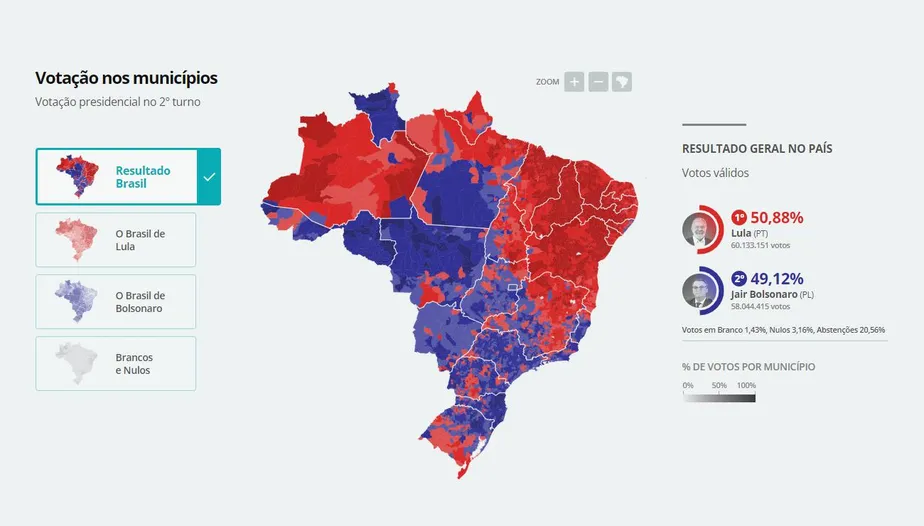 Votação nos municípios
Votação presidencial no 2º turno
Resultado
Brasil
O Brasil de
Lula
O Brasil de
Bolsonaro
Brancos
e Nulos
ZOOM
RESULTADO GERAL NO PAÍS
Votos válidos
1º 50,88%
Lula (PT)
60.133.151 votos
2º 49,12%
Jair Bolsonaro (PL)
58.044.415 votos
Votos em Branco 1,43%, Nulos 3,16%, Abstenções 20,56%
% DE VOTOS POR MUNICÍPIO
0% 50% 100%